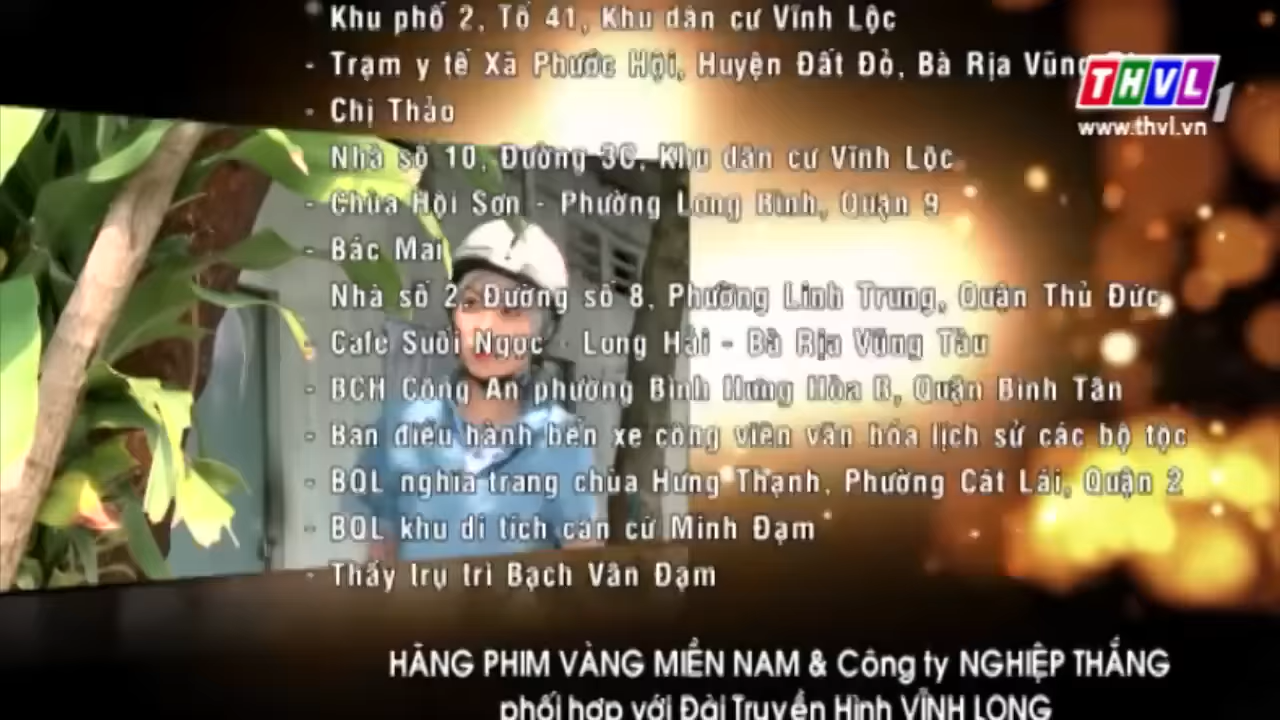 Khu phố 2, Tổ 41, Khu dân cư Vĩnh Lộc
- Trạm y tế Xã Phước Hội, Huyện Đất Đỏ, Bà Rịa Vũng
THVL1
www.thvl.vn
- Chị Thảo
Nhà số 10, Đường 3C, Khu dân cư Vĩnh Lộc
- Chùa Hội Sơn - Phường Long Bình, Quận 9
- Bác Mai
Nhà số 2, Đường số 8, Phường Linh Trung, Quận Thủ Đức
- Cafe Suối Ngọc - Long Hải - Bà Rịa Vũng Tàu
- BCH Công An phường Bình Hưng Hòa B, Quận Bình Tân
- Ban điều hành bến xe công viên văn hóa lịch sử các bộ tộc
- BQL nghĩa trang chùa Hưng Thạnh, Phường Cát Lái, Quận 2
- BQL khu di tích căn cứ Minh Đạm
- Thầy trụ trì Bạch Vân Đạm
HÃNG PHIM VÀNG MIỀN NAM & Công ty NGHIỆP THẮNG
phối hợp với Đài Truyền Hình VĨNH LONG